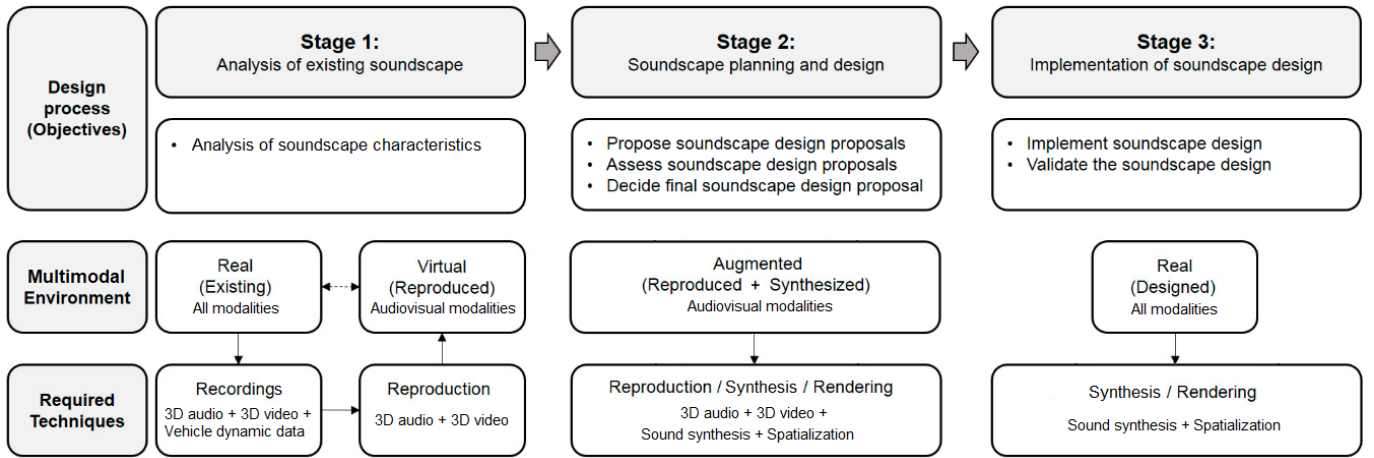 Design
process
(Objectives)
Stage 1:
Analysis of existing soundscape
Stage 2:
Soundscape planning and design
Stage 3:
Implementation of soundscape design
• Analysis of soundscape characteristics
• Propose soundscape design proposals
• Assess soundscape design proposals
• Decide final soundscape design proposal
• Implement soundscape design
• Validate the soundscape design
Multimodal
Environment
Real
(Existing)
All modalities
Virtual
(Reproduced)
Audiovisual modalities
Augmented
(Reproduced + Synthesized)
Audiovisual modalities
Real
(Designed)
All modalities
Required
Techniques
Recordings
3D audio + 3D video +
Vehicle dynamic data
Reproduction
3D audio + 3D video
Reproduction / Synthesis / Rendering
3D audio + 3D video +
Sound synthesis + Spatialization
Synthesis / Rendering
Sound synthesis + Spatialization